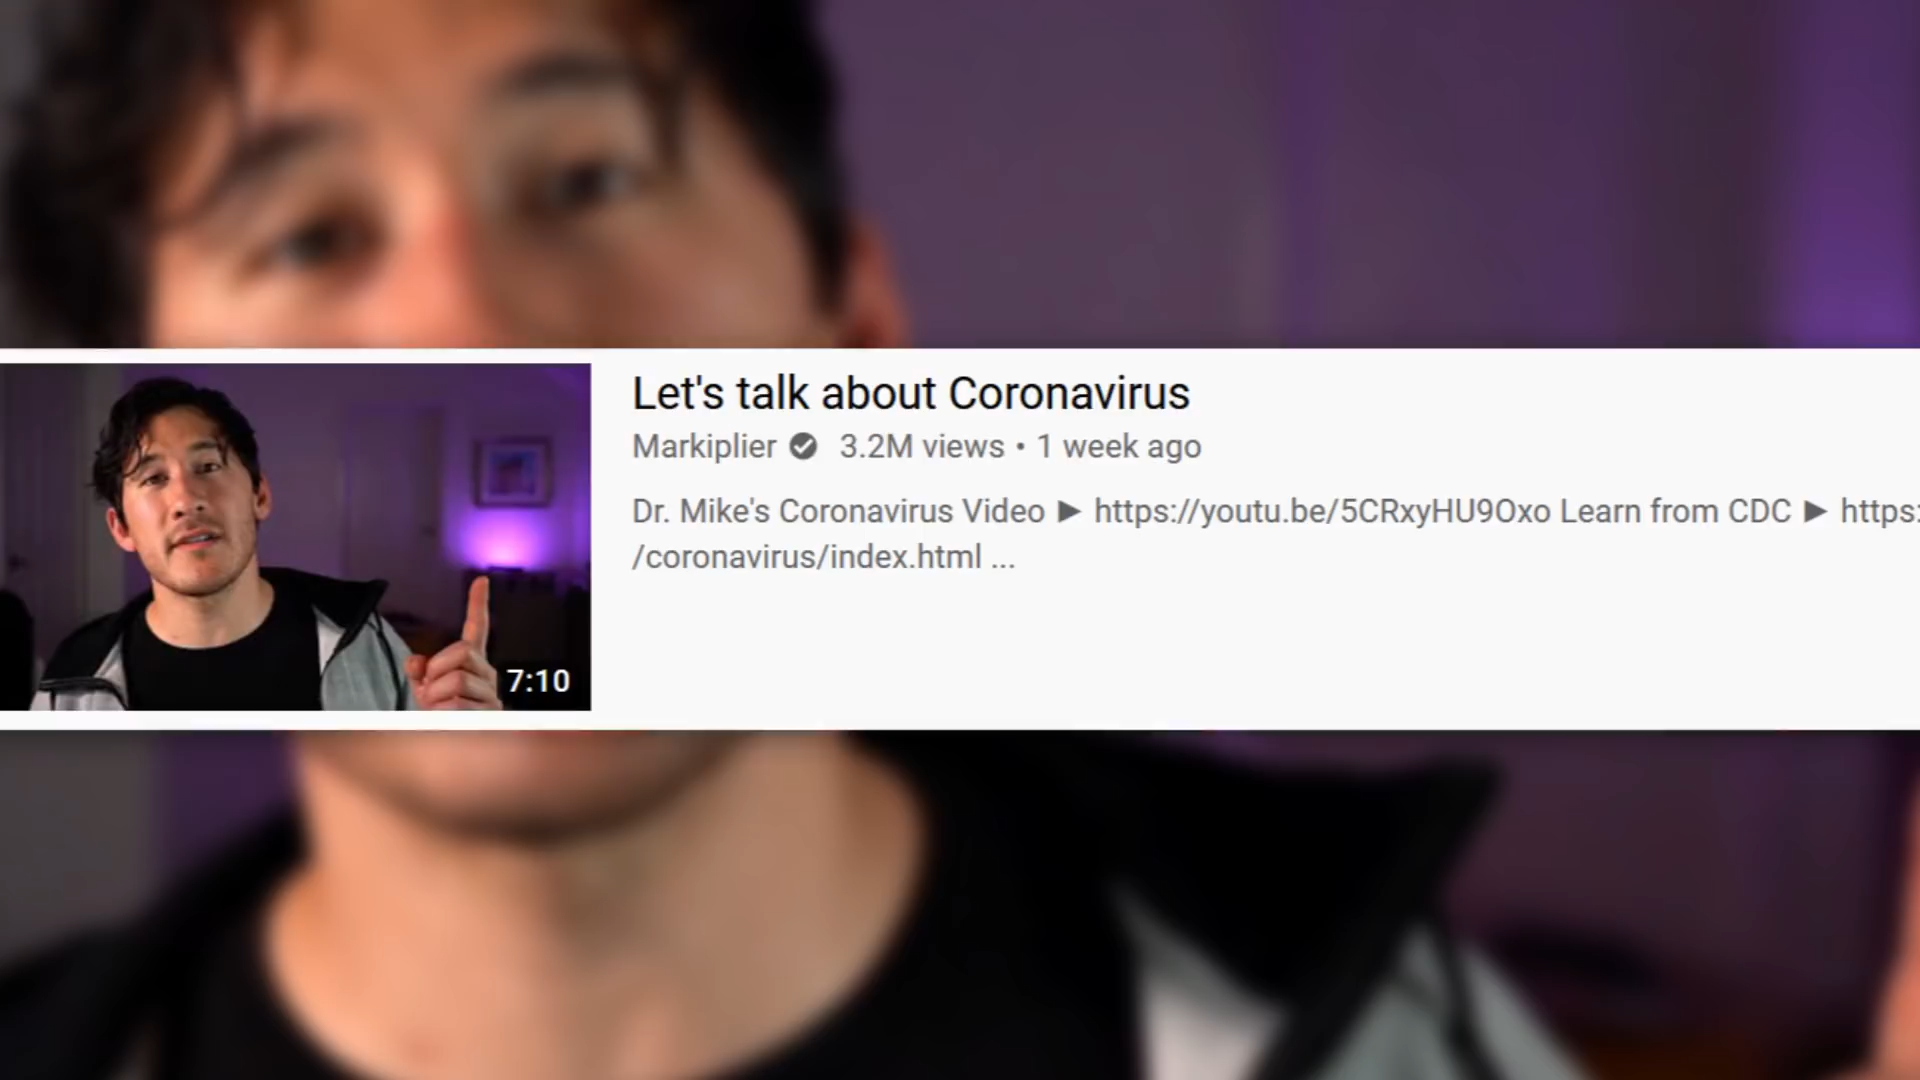 Let's talk about Coronavirus
Markiplier 3.2M views • 1 week ago
Dr. Mike's Coronavirus Video ► https://youtu.be/5CRxyHU9Oxo Learn from CDC ► https:
/coronavirus/index.html ...
7:10